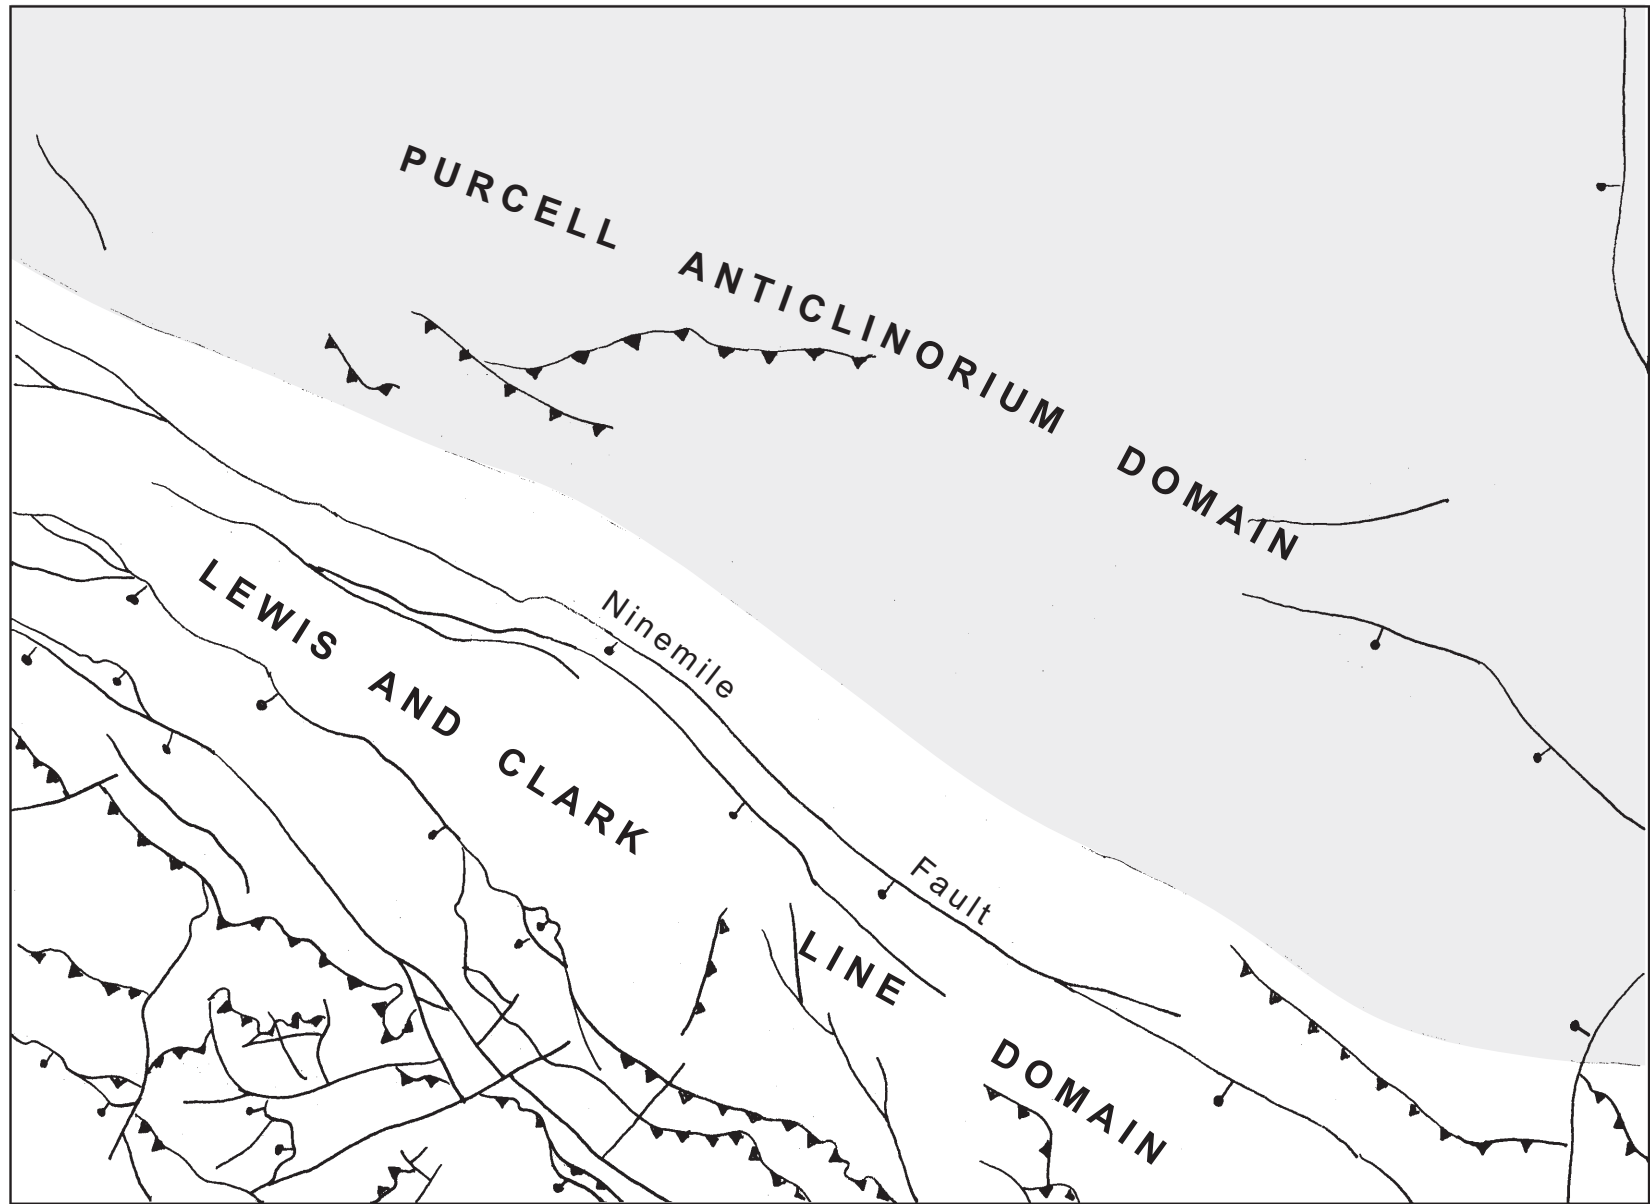 PURCELL ANTICLINORIUM DOMAIN
Ninemile Fault
LEWIS AND CLARK LINE DOMAIN